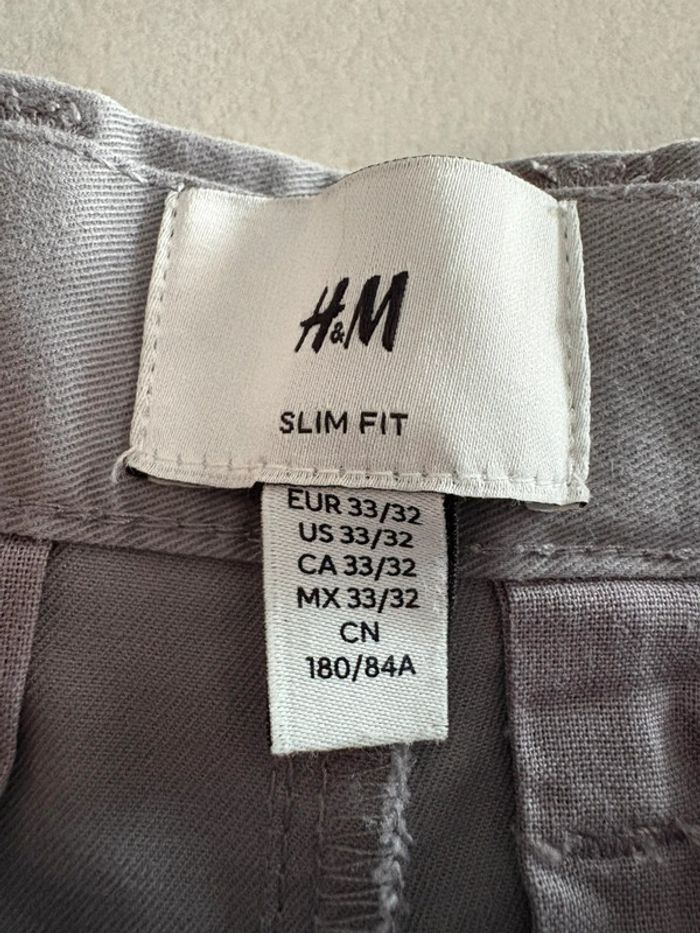 H&M
SLIM FIT
EUR 33/32
US 33/32
CA 33/32
MX 33/32
CN
180/84A